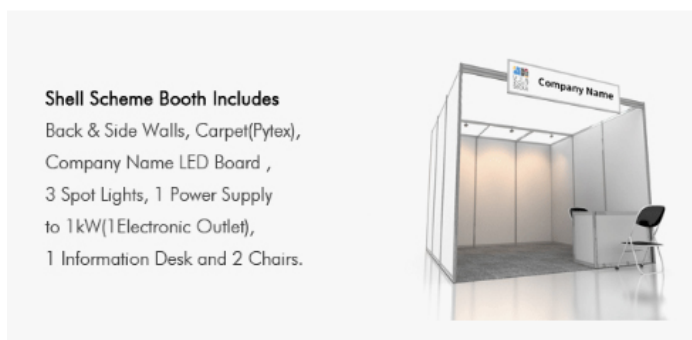 Shell Scheme Booth Includes
Back & Side Walls, Carpet(Pytex),
Company Name LED Board ,
3 Spot Lights, 1 Power Supply
to 1kW(1Electronic Outlet),
1 Information Desk and 2 Chairs.
Company Name